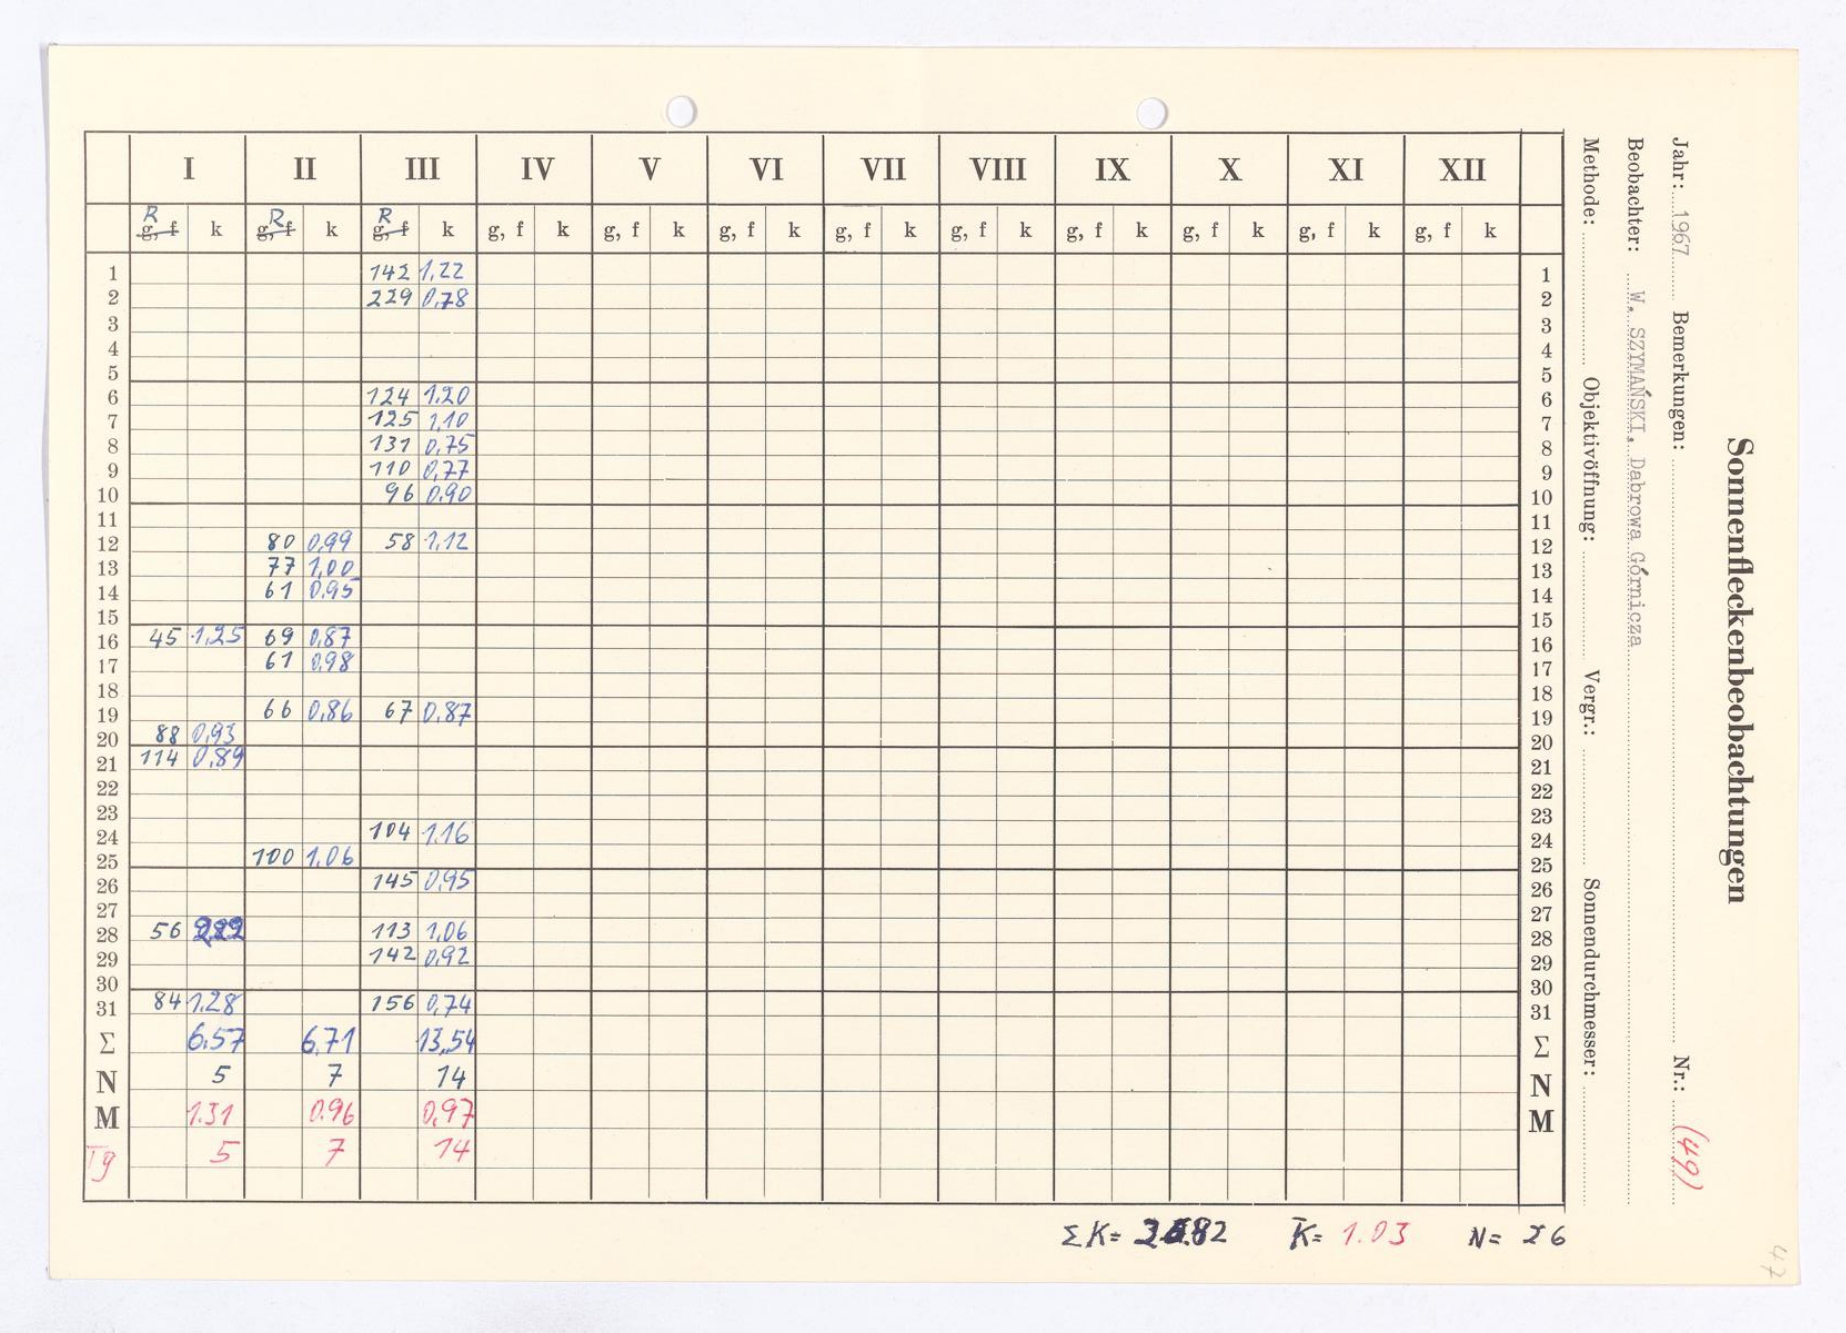 Sonnenfleckenbeobachtungen
Jahr: 1967 Bemerkungen: Nr.: (49)
Beobachter: W. SZYMAŃSKI, Dabrowa Górnicza
Methode: Objektivöffnung: Vergr.: Sonnendurchmesser:
I II III IV V VI VII VIII IX X XI XII
R R R
g, f k g, f k g, f k g, f k g, f k g, f k g, f k g, f k g, f k g, f k g, f k g, f k
1 142 1,22 1
2 229 0,78 2
3 3
4 4
5 5
6 124 1.20 6
7 125 1,10 7
8 131 0,75 8
9 110 0,77 9
10 96 0,90 10
11 11
12 80 0,99 58 1,12 12
13 77 1,00 13
14 61 0,95 14
15 15
16 45 1,25 69 0,87 16
17 61 0,98 17
18 18
19 66 0,86 67 0,87 19
20 88 0,93 20
21 114 0,89 21
22 22
23 23
24 104 1.16 24
25 100 1,06 25
26 145 0,95 26
27 27
28 56 113 1,06 28
29 142 0,92 29
30 30
31 84 1.28 156 0,74 31
Σ 6,57 6,71 13,54 Σ
N 5 7 14 N
M 1.31 0.96 0,97 M
Tg 5 7 14
ΣK= K̄= 1.03 N= 26
47